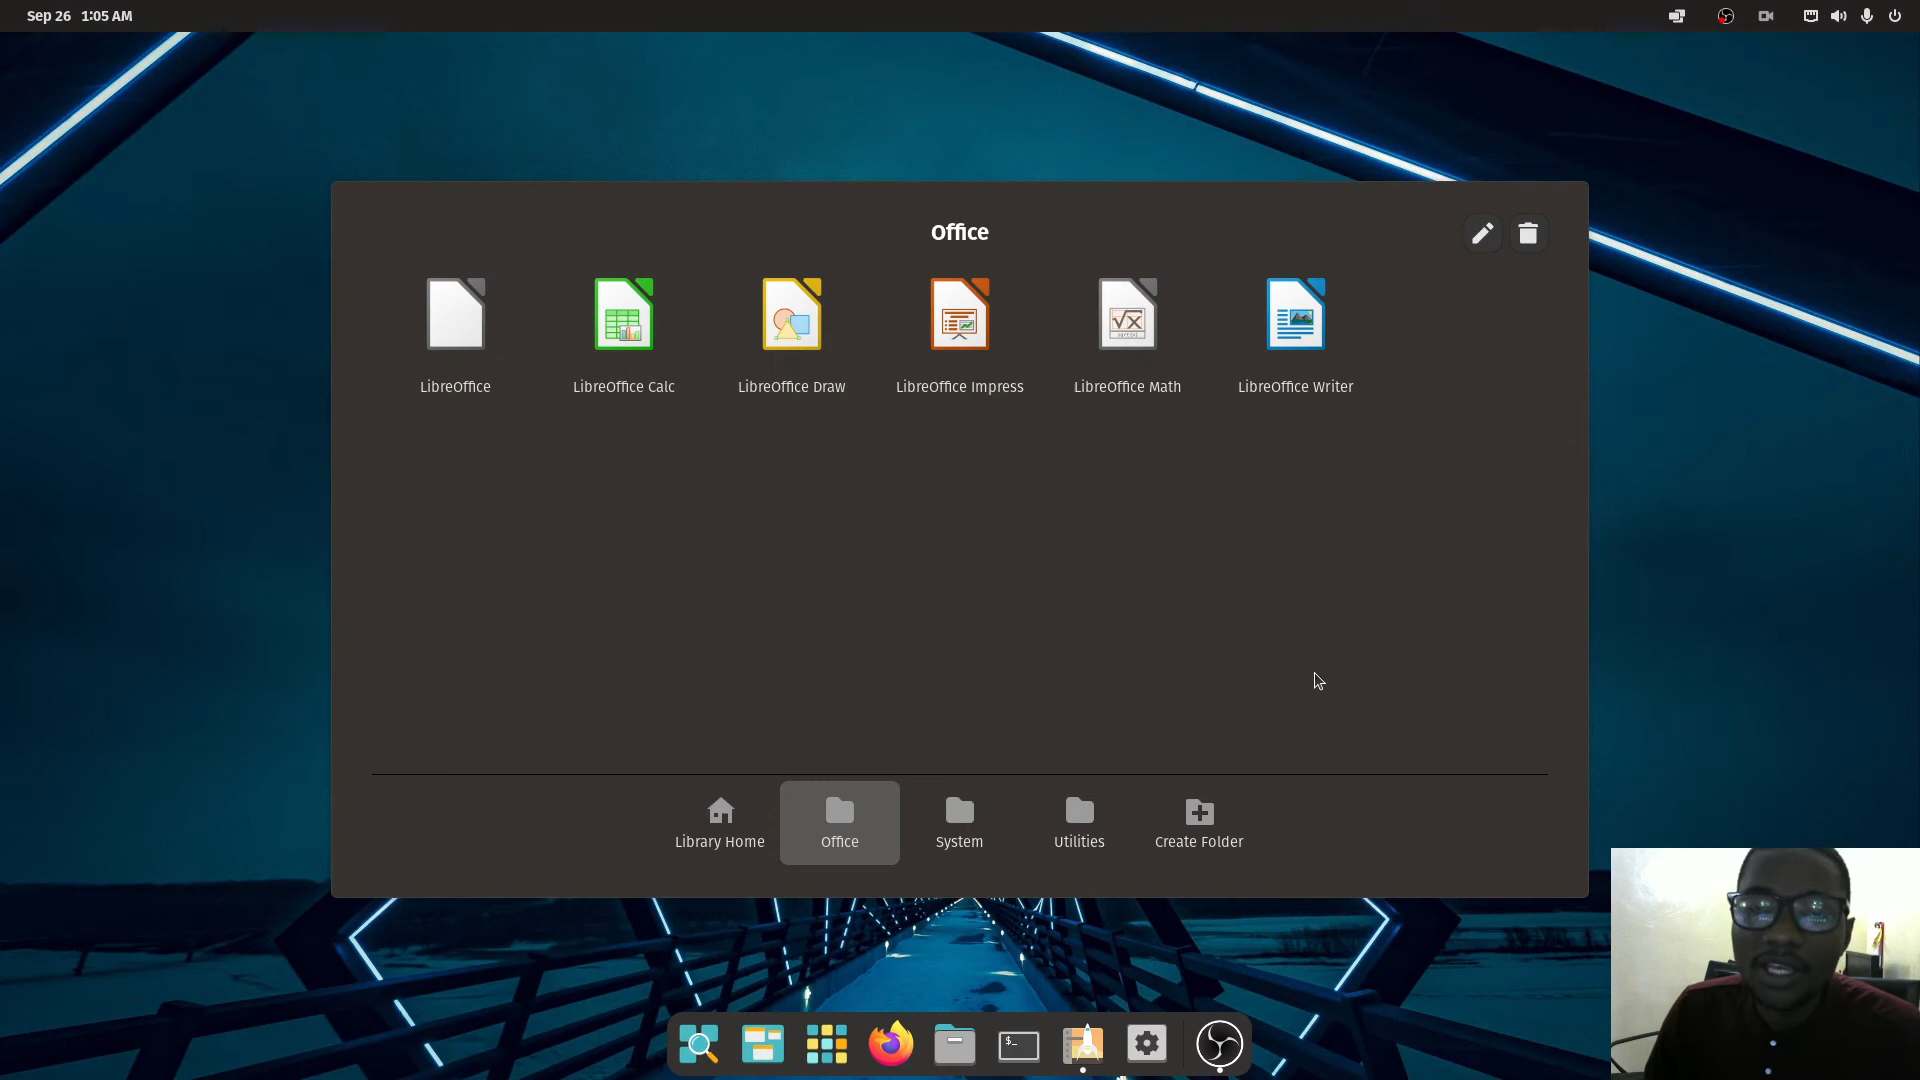 Sep 26 1:05 AM
Office
LibreOffice
LibreOffice Calc
LibreOffice Draw
LibreOffice Impress
LibreOffice Math
LibreOffice Writer
Library Home
Office
System
Utilities
Create Folder
$_